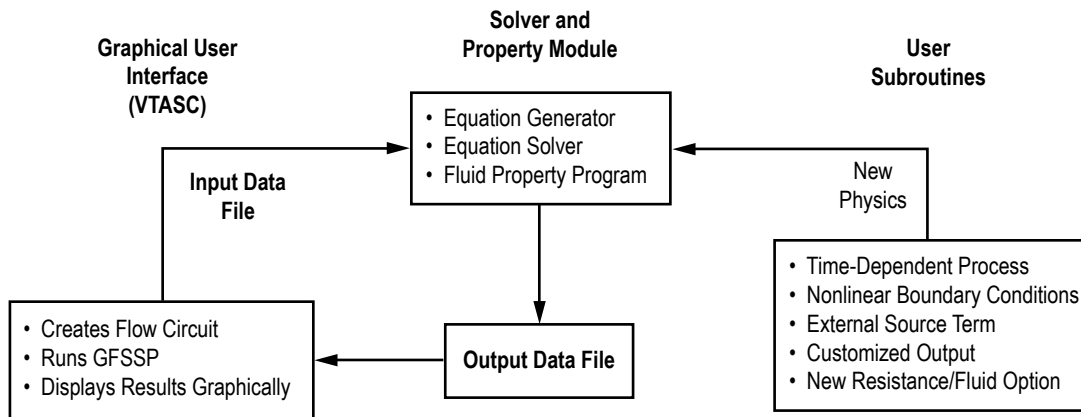 Graphical User
Interface
(VTASC)
Solver and
Property Module
User
Subroutines
• Equation Generator
• Equation Solver
• Fluid Property Program
Input Data
File
New
Physics
• Creates Flow Circuit
• Runs GFSSP
• Displays Results Graphically
Output Data File
• Time-Dependent Process
• Nonlinear Boundary Conditions
• External Source Term
• Customized Output
• New Resistance/Fluid Option